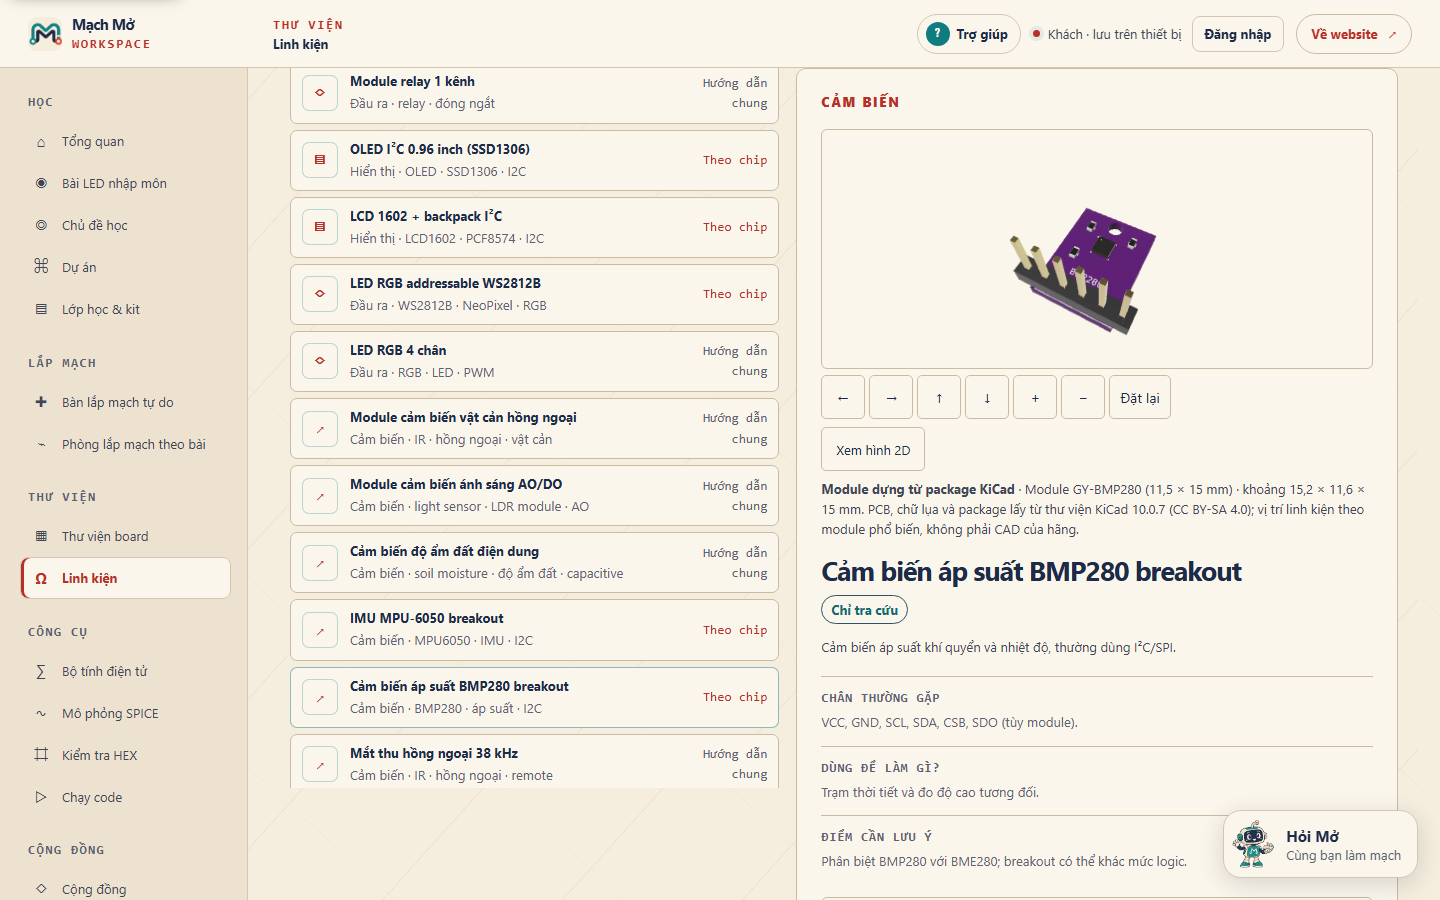 Mạch Mở
WORKSPACE
THƯ VIỆN
Linh kiện
? Trợ giúp
Khách · lưu trên thiết bị
Đăng nhập
Về website ↗
HỌC
Tổng quan
Bài LED nhập môn
Chủ đề học
Dự án
Lớp học & kit
LẮP MẠCH
Bàn lắp mạch tự do
Phòng lắp mạch theo bài
THƯ VIỆN
Thư viện board
Linh kiện
CÔNG CỤ
Bộ tính điện tử
Mô phỏng SPICE
Kiểm tra HEX
Chạy code
CỘNG ĐỒNG
Cộng đồng
Module relay 1 kênh
Đầu ra · relay · đóng ngắt
Hướng dẫn
chung
OLED I²C 0.96 inch (SSD1306)
Hiển thị · OLED · SSD1306 · I2C
Theo chip
LCD 1602 + backpack I²C
Hiển thị · LCD1602 · PCF8574 · I2C
Theo chip
LED RGB addressable WS2812B
Đầu ra · WS2812B · NeoPixel · RGB
Theo chip
LED RGB 4 chân
Đầu ra · RGB · LED · PWM
Hướng dẫn
chung
Module cảm biến vật cản hồng ngoại
Cảm biến · IR · hồng ngoại · vật cản
Hướng dẫn
chung
Module cảm biến ánh sáng AO/DO
Cảm biến · light sensor · LDR module · AO
Hướng dẫn
chung
Cảm biến độ ẩm đất điện dung
Cảm biến · soil moisture · độ ẩm đất · capacitive
Hướng dẫn
chung
IMU MPU-6050 breakout
Cảm biến · MPU6050 · IMU · I2C
Theo chip
Cảm biến áp suất BMP280 breakout
Cảm biến · BMP280 · áp suất · I2C
Theo chip
Mắt thu hồng ngoại 38 kHz
Cảm biến · IR · hồng ngoại · remote
Hướng dẫn
chung
CẢM BIẾN
← → ↑ ↓ + − Đặt lại
Xem hình 2D
Module dựng từ package KiCad · Module GY-BMP280 (11,5 × 15 mm) · khoảng 15,2 × 11,6 ×
15 mm. PCB, chữ lụa và package lấy từ thư viện KiCad 10.0.7 (CC BY-SA 4.0); vị trí linh kiện theo
module phổ biến, không phải CAD của hãng.
Cảm biến áp suất BMP280 breakout
Chỉ tra cứu
Cảm biến áp suất khí quyển và nhiệt độ, thường dùng I²C/SPI.
CHÂN THƯỜNG GẶP
VCC, GND, SCL, SDA, CSB, SDO (tùy module).
DÙNG ĐỂ LÀM GÌ?
Trạm thời tiết và đo độ cao tương đối.
ĐIỂM CẦN LƯU Ý
Phân biệt BMP280 với BME280; breakout có thể khác mức logic.
Hỏi Mở
Cùng bạn làm mạch